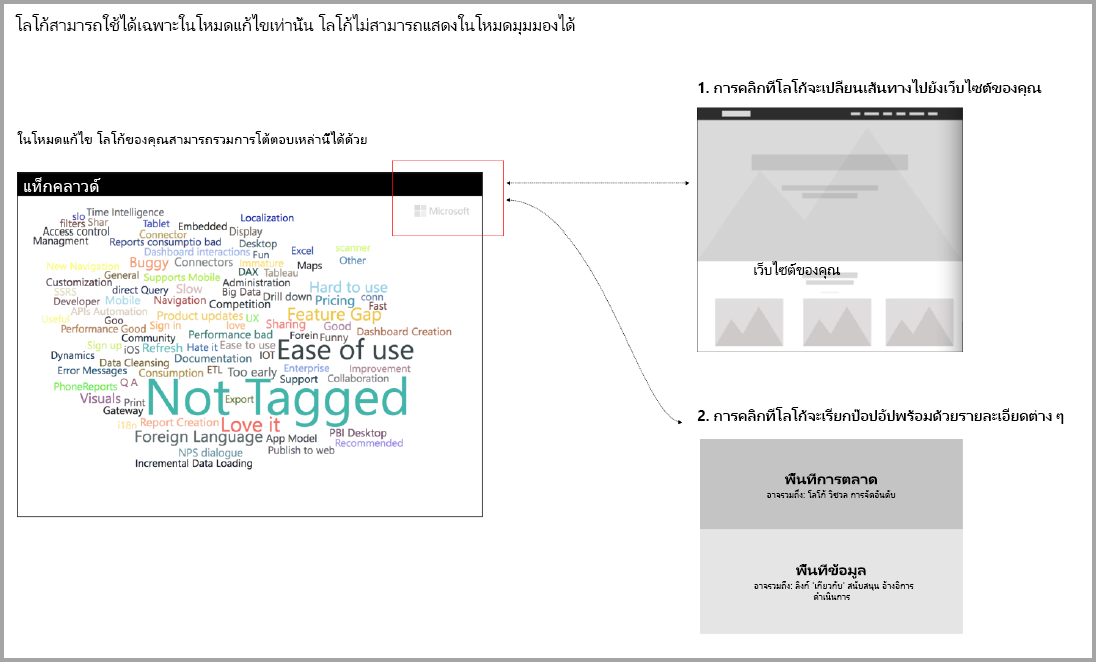 โลโก้สามารถใช้ได้เฉพาะในโหมดแก้ไขเท่านั้น โลโก้ไม่สามารถแสดงในโหมดมุมมองได้
1. การคลิกที่โลโก้จะเปลี่ยนเส้นทางไปยังเว็บไซต์ของคุณ
ในโหมดแก้ไข โลโก้ของคุณสามารถรวมการโต้ตอบเหล่านี้ได้ด้วย
แท็กคลาวด์
Microsoft
Time Intelligence
slo
filters Shar
Tablet
Embedded
Localization
Access control
Connector
Display
Managment
Reports consumptio bad
Desktop
Dashboard interactions
Fun
Excel
scanner
New Navigation
Buggy
Connectors
Immature
Maps
Other
General
Supports Mobile
DAX
Tableau
Customization
Administration
Hard to use
SSRS
direct Query
Slow
Big Data
Drill down
Pricing
conn
Developer
Mobile
Navigation
Competition
Fast
APIs Automation
Product updates
UX
Feature Gap
Useful
Goo
Performance Good
Sign in
love
Sharing
Good
Dashboard Creation
Community
Performance bad
Forein
Funny
Sign up
iOS
Refresh
Hate it
Ease to use
Ease of use
Dynamics
Data Cleansing
Documentation
IOT
Error Messages
Consumption
ETL
Too early
Enterprise
Improvement
PhoneReports
Q A
Support
Collaboration
Visuals
Print
Not Tagged
Export
Gateway
i18n
Report Creation
Love it
Foreign Language
App Model
PBI Desktop
Recommended
NPS dialogue
Publish to web
Incremental Data Loading
เว็บไซต์ของคุณ
2. การคลิกที่โลโก้จะเรียกป๊อปอัปพร้อมด้วยรายละเอียดต่าง ๆ
พื้นที่การตลาด
อาจรวมถึง: โลโก้ วิชวล การจัดอันดับ
พื้นที่ข้อมูล
อาจรวมถึง: ลิงก์ 'เกี่ยวกับ' สนับสนุน อ้างอิการ
ดำเนินการ